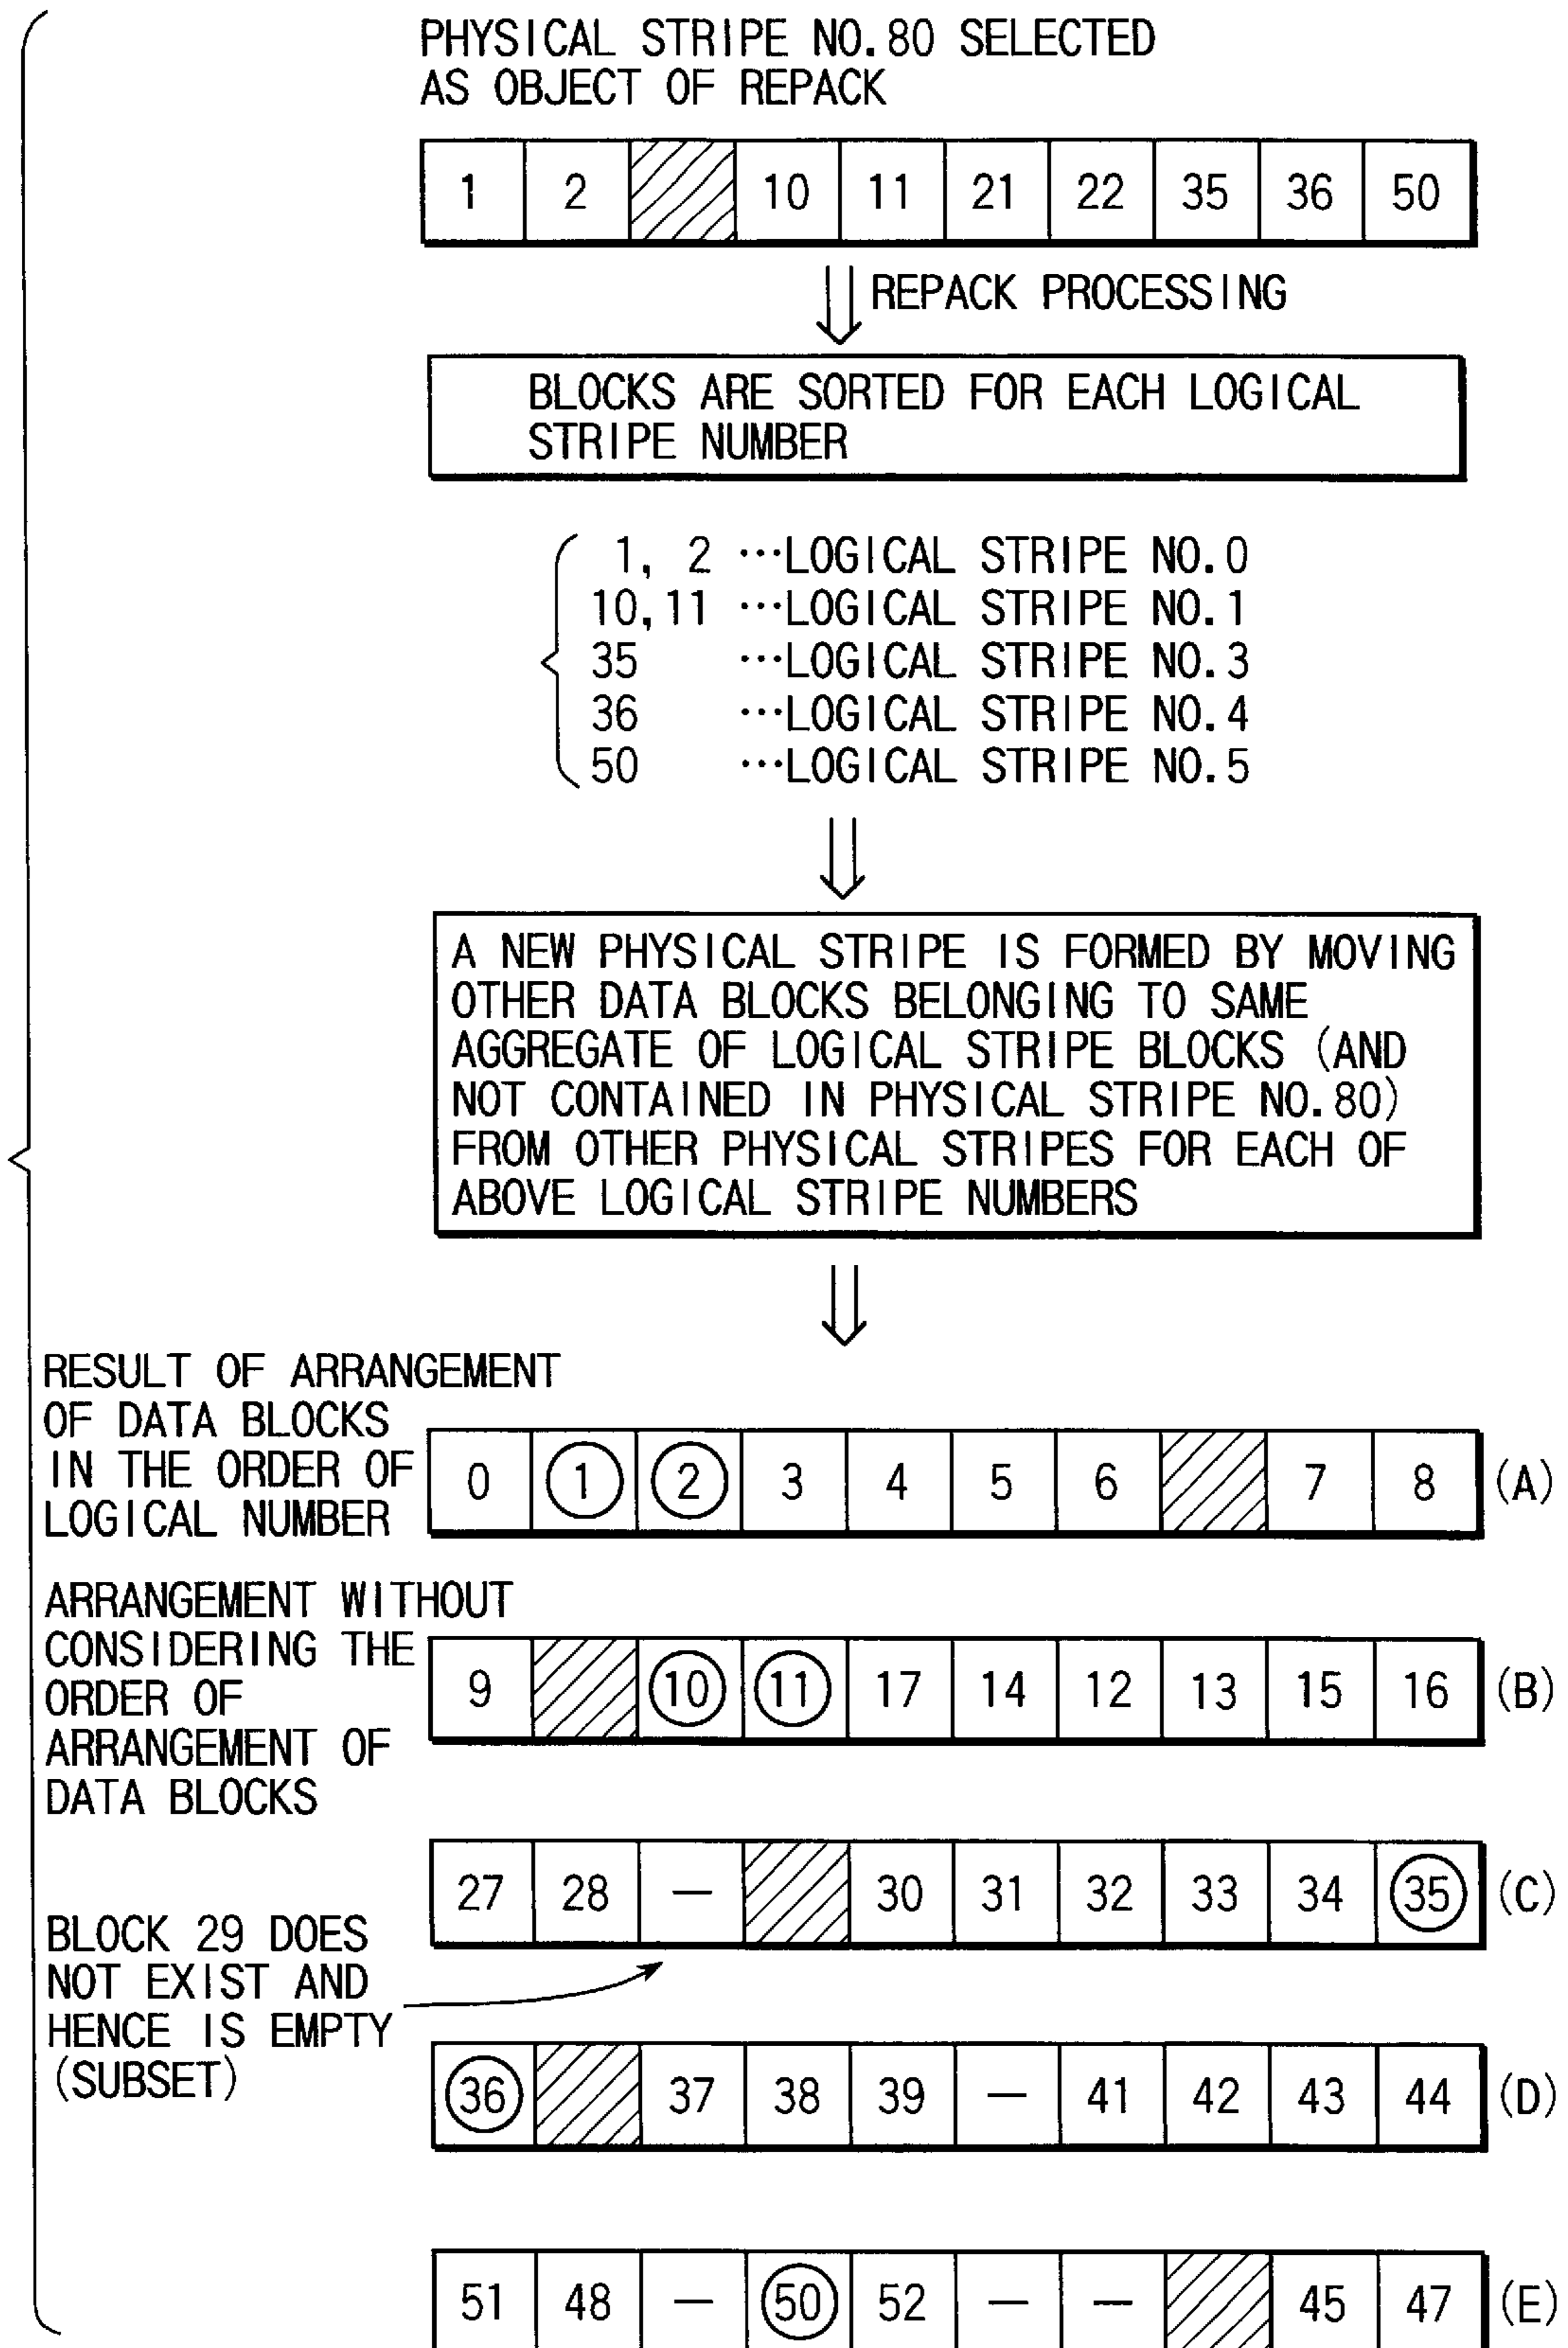 PHYSICAL STRIPE NO.80 SELECTED
AS OBJECT OF REPACK
1 2 10 11 21 22 35 36 50
REPACK PROCESSING
BLOCKS ARE SORTED FOR EACH LOGICAL
STRIPE NUMBER
1, 2 ···LOGICAL STRIPE NO.0
10,11 ···LOGICAL STRIPE NO.1
35 ···LOGICAL STRIPE NO.3
36 ···LOGICAL STRIPE NO.4
50 ···LOGICAL STRIPE NO.5
A NEW PHYSICAL STRIPE IS FORMED BY MOVING
OTHER DATA BLOCKS BELONGING TO SAME
AGGREGATE OF LOGICAL STRIPE BLOCKS (AND
NOT CONTAINED IN PHYSICAL STRIPE NO.80)
FROM OTHER PHYSICAL STRIPES FOR EACH OF
ABOVE LOGICAL STRIPE NUMBERS
RESULT OF ARRANGEMENT
OF DATA BLOCKS
IN THE ORDER OF
LOGICAL NUMBER
0 1 2 3 4 5 6 7 8 (A)
ARRANGEMENT WITHOUT
CONSIDERING THE
ORDER OF
ARRANGEMENT OF
DATA BLOCKS
9 10 11 17 14 12 13 15 16 (B)
27 28 — 30 31 32 33 34 35 (C)
BLOCK 29 DOES
NOT EXIST AND
HENCE IS EMPTY
(SUBSET)
36 37 38 39 — 41 42 43 44 (D)
51 48 — 50 52 — — 45 47 (E)